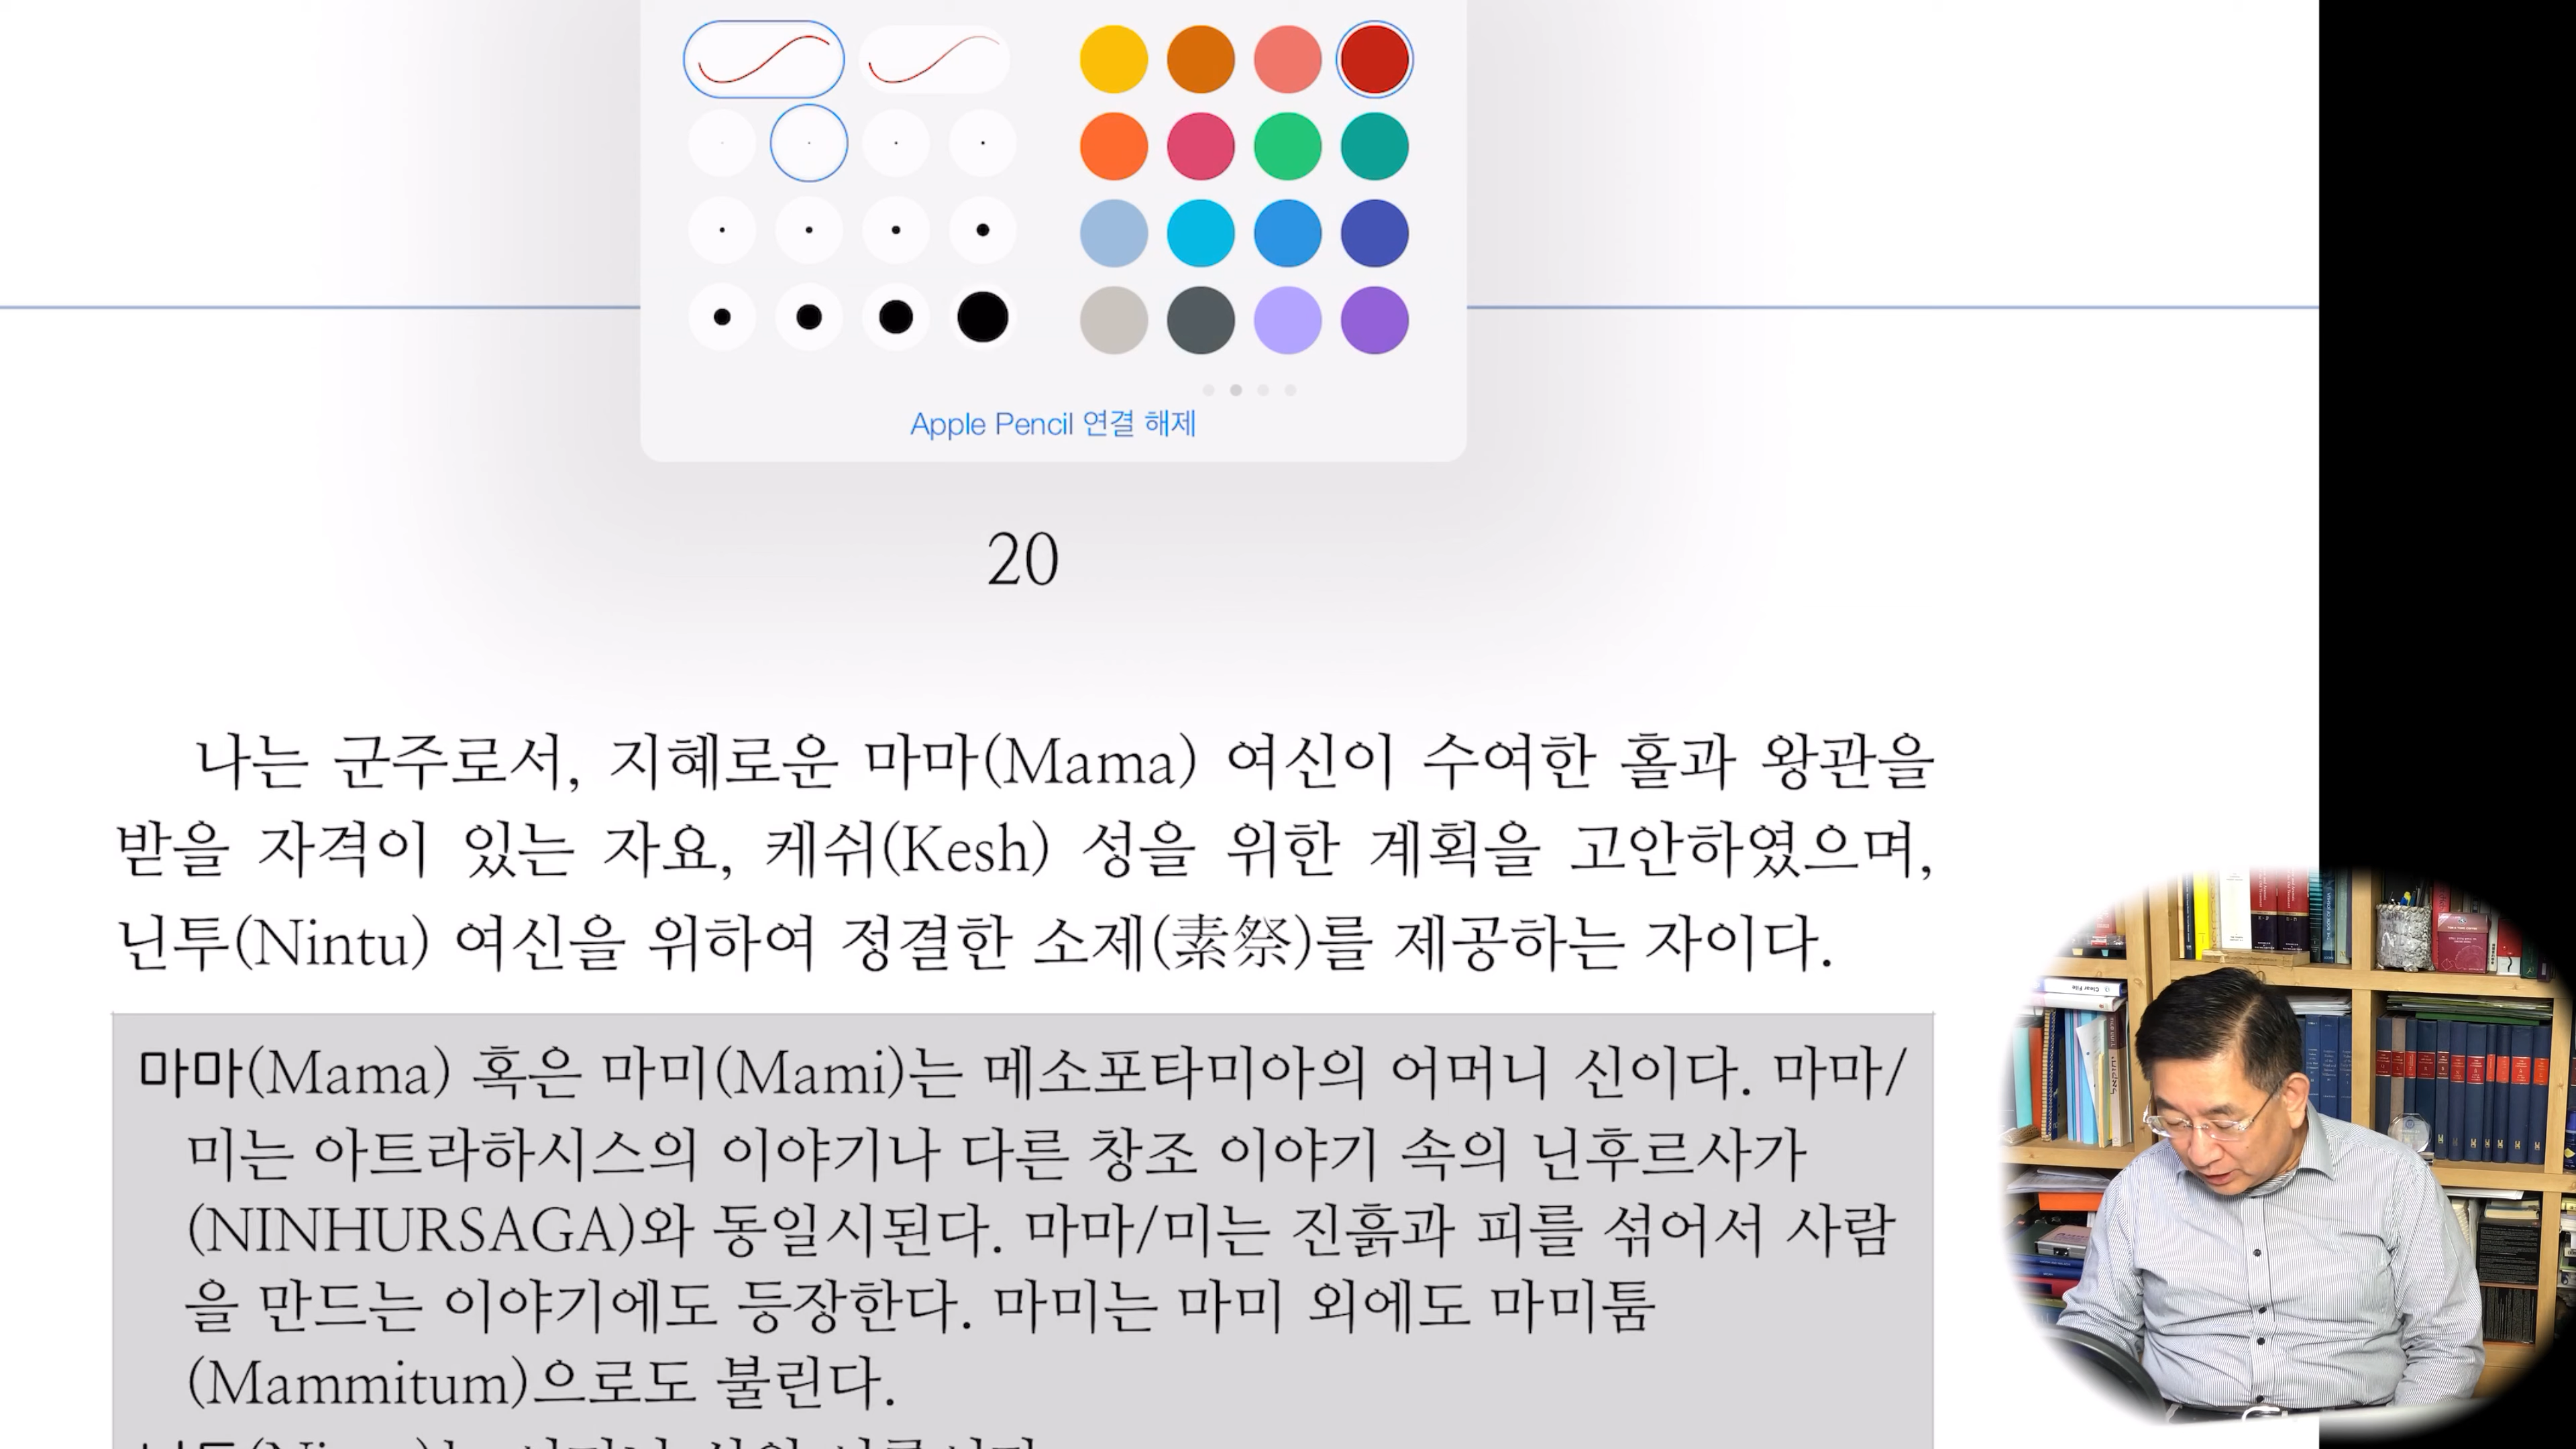 Apple Pencil 연결 해제
20
나는 군주로서, 지혜로운 마마(Mama) 여신이 수여한 홀과 왕관을
받을 자격이 있는 자요, 케쉬(Kesh) 성을 위한 계획을 고안하였으며,
닌투(Nintu) 여신을 위하여 정결한 소제(素祭)를 제공하는 자이다.
마마(Mama) 혹은 마미(Mami)는 메소포타미아의 어머니 신이다. 마마/
미는 아트라하시스의 이야기나 다른 창조 이야기 속의 닌후르사가
(NINHURSAGA)와 동일시된다. 마마/미는 진흙과 피를 섞어서 사람
을 만드는 이야기에도 등장한다. 마미는 마미 외에도 마미툼
(Mammitum)으로도 불린다.